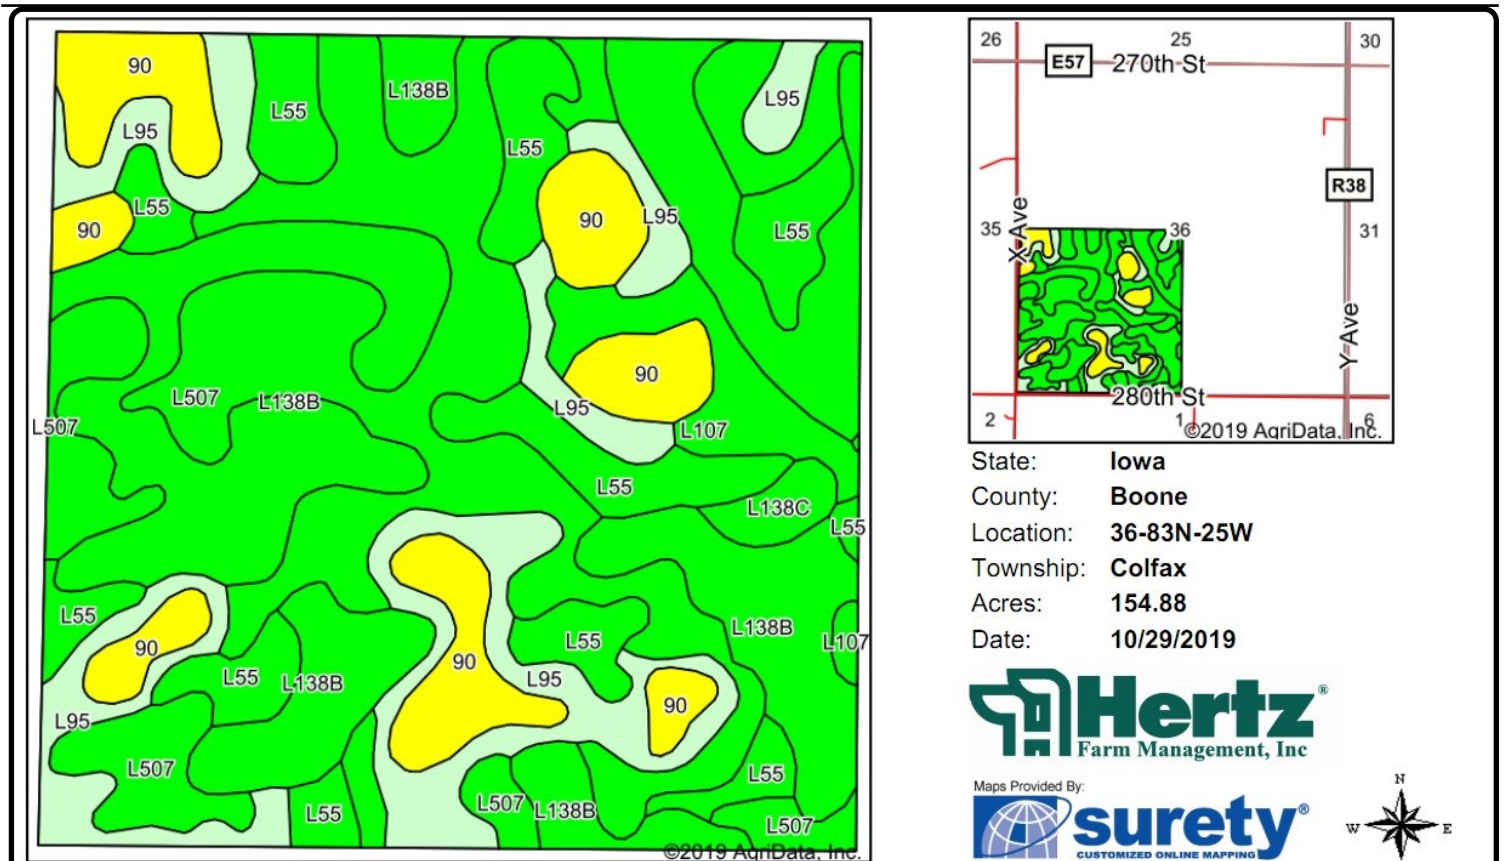 90
L95
L55
L138B
L55
L95
L55
90
90
L95
L55
90
L95
L107
L507
L138B
L507
L55
L138C
L55
L55
90
L55
L138B
90
L95
L55
L138B
L107
90
L95
L507
L55
L507
L138B
L55
L507
©2019 AgriData, Inc.
26
25
30
E57
270th St
R38
35
X Ave
36
31
Y Ave
280th St
2
1
6
©2019 AgriData, Inc.
State: Iowa
County: Boone
Location: 36-83N-25W
Township: Colfax
Acres: 154.88
Date: 10/29/2019
Hertz®
Farm Management, Inc
Maps Provided By:
surety®
CUSTOMIZED ONLINE MAPPING
N
W
E